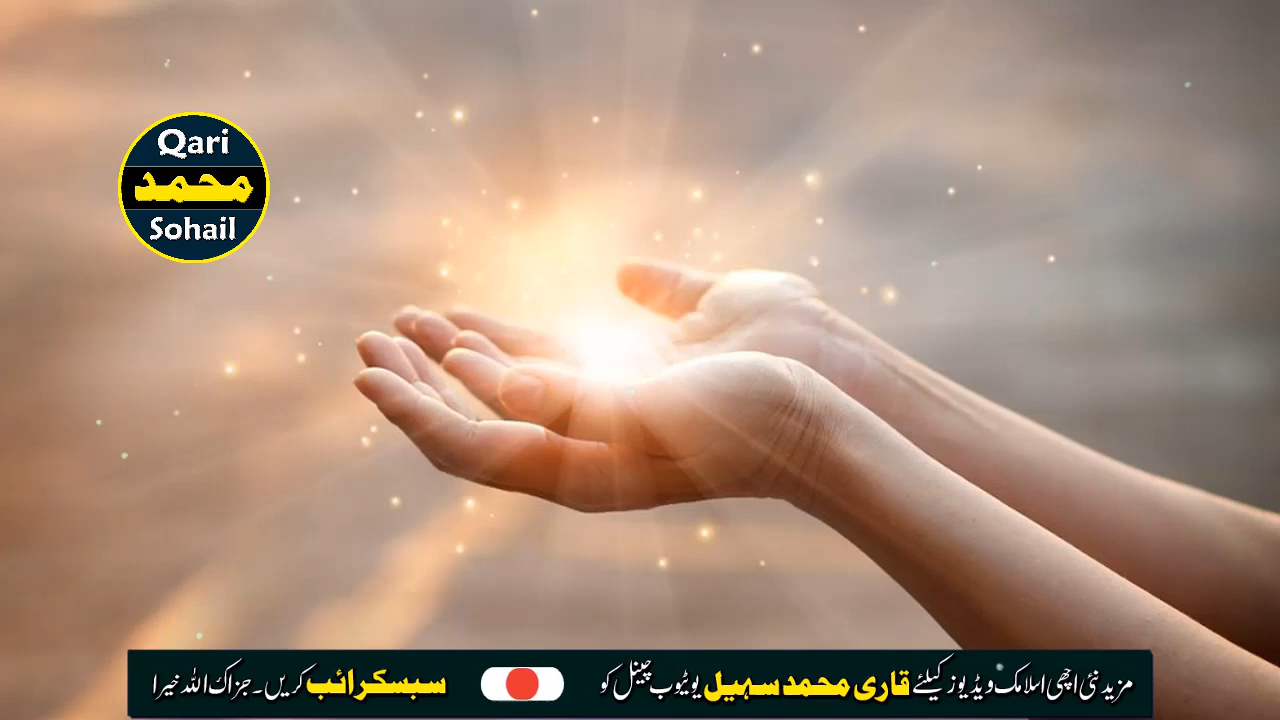 Qari
محمد
Sohail
مزید نئی اچھی اسلامک ویڈیوز کیلئے قاری محمد سہیل یوٹیوب چینل کو سبسکرائب کریں۔ جزاک اللہ خیرا